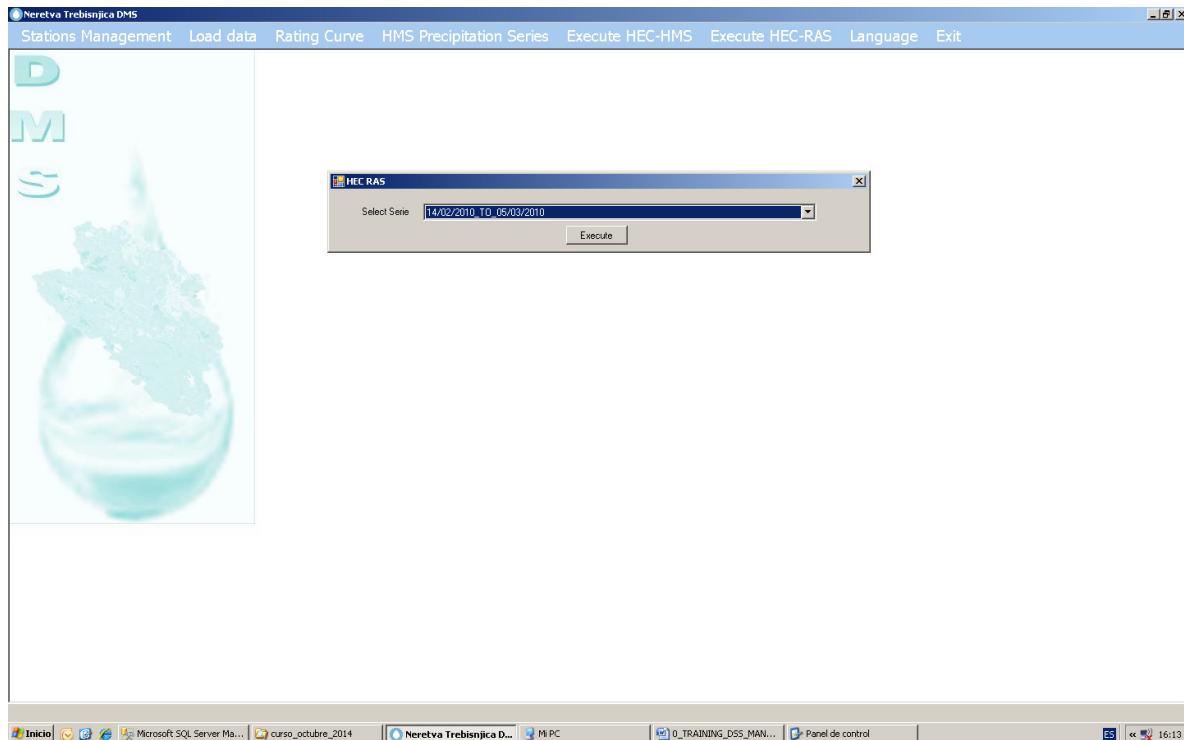 Neretva Trebisnjica DMS
Stations Management Load data Rating Curve HMS Precipitation Series Execute HEC-HMS Execute HEC-RAS Language Exit
D
M
S
HEC RAS
Select Serie 14/02/2010_TO_05/03/2010
Execute
Inicio Microsoft SQL Server Ma... curso_octubre_2014 Neretva Trebisnjica D... Mi PC 0_TRAINING_DSS_MAN... Panel de control ES 16:13